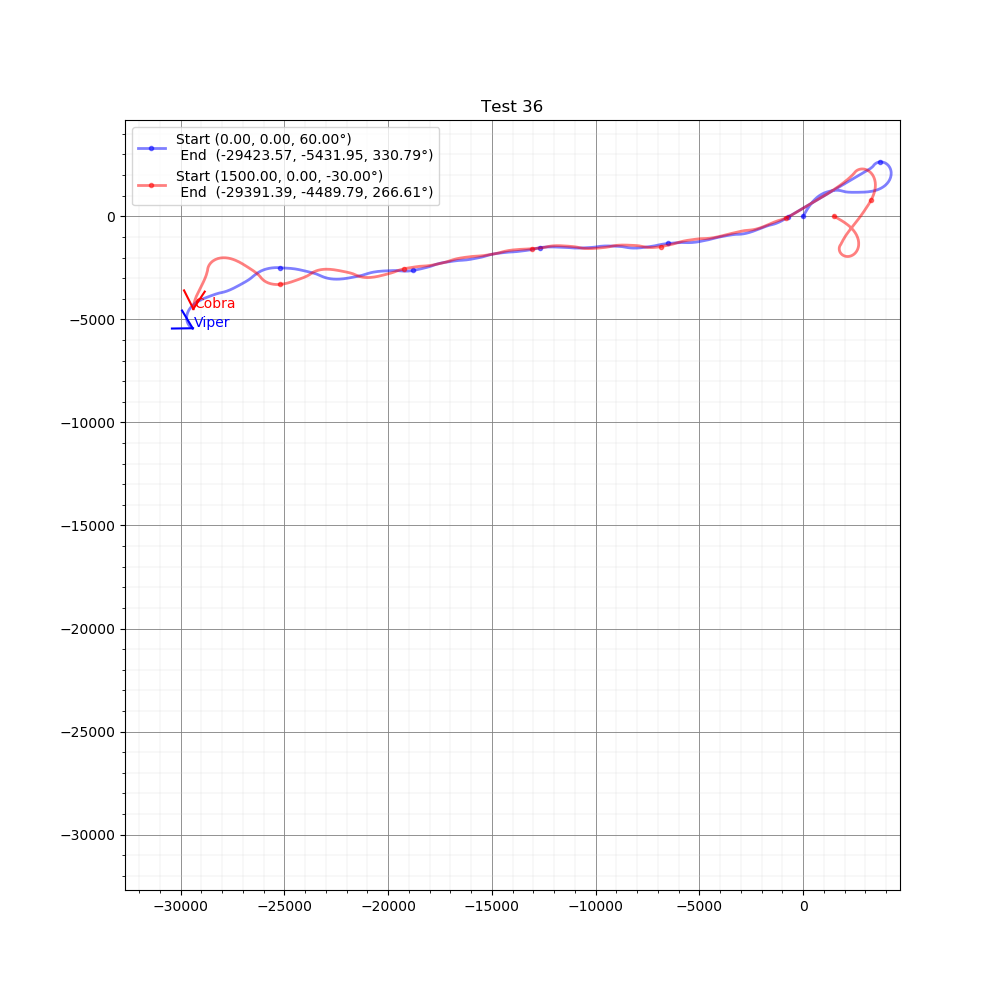 Test 36
Start (0.00, 0.00, 60.00°)
End (-29423.57, -5431.95, 330.79°)
Start (1500.00, 0.00, -30.00°)
End (-29391.39, -4489.79, 266.61°)
0
Cobra
−5000
Viper
−10000
−15000
−20000
−25000
−30000
−30000 −25000 −20000 −15000 −10000 −5000 0